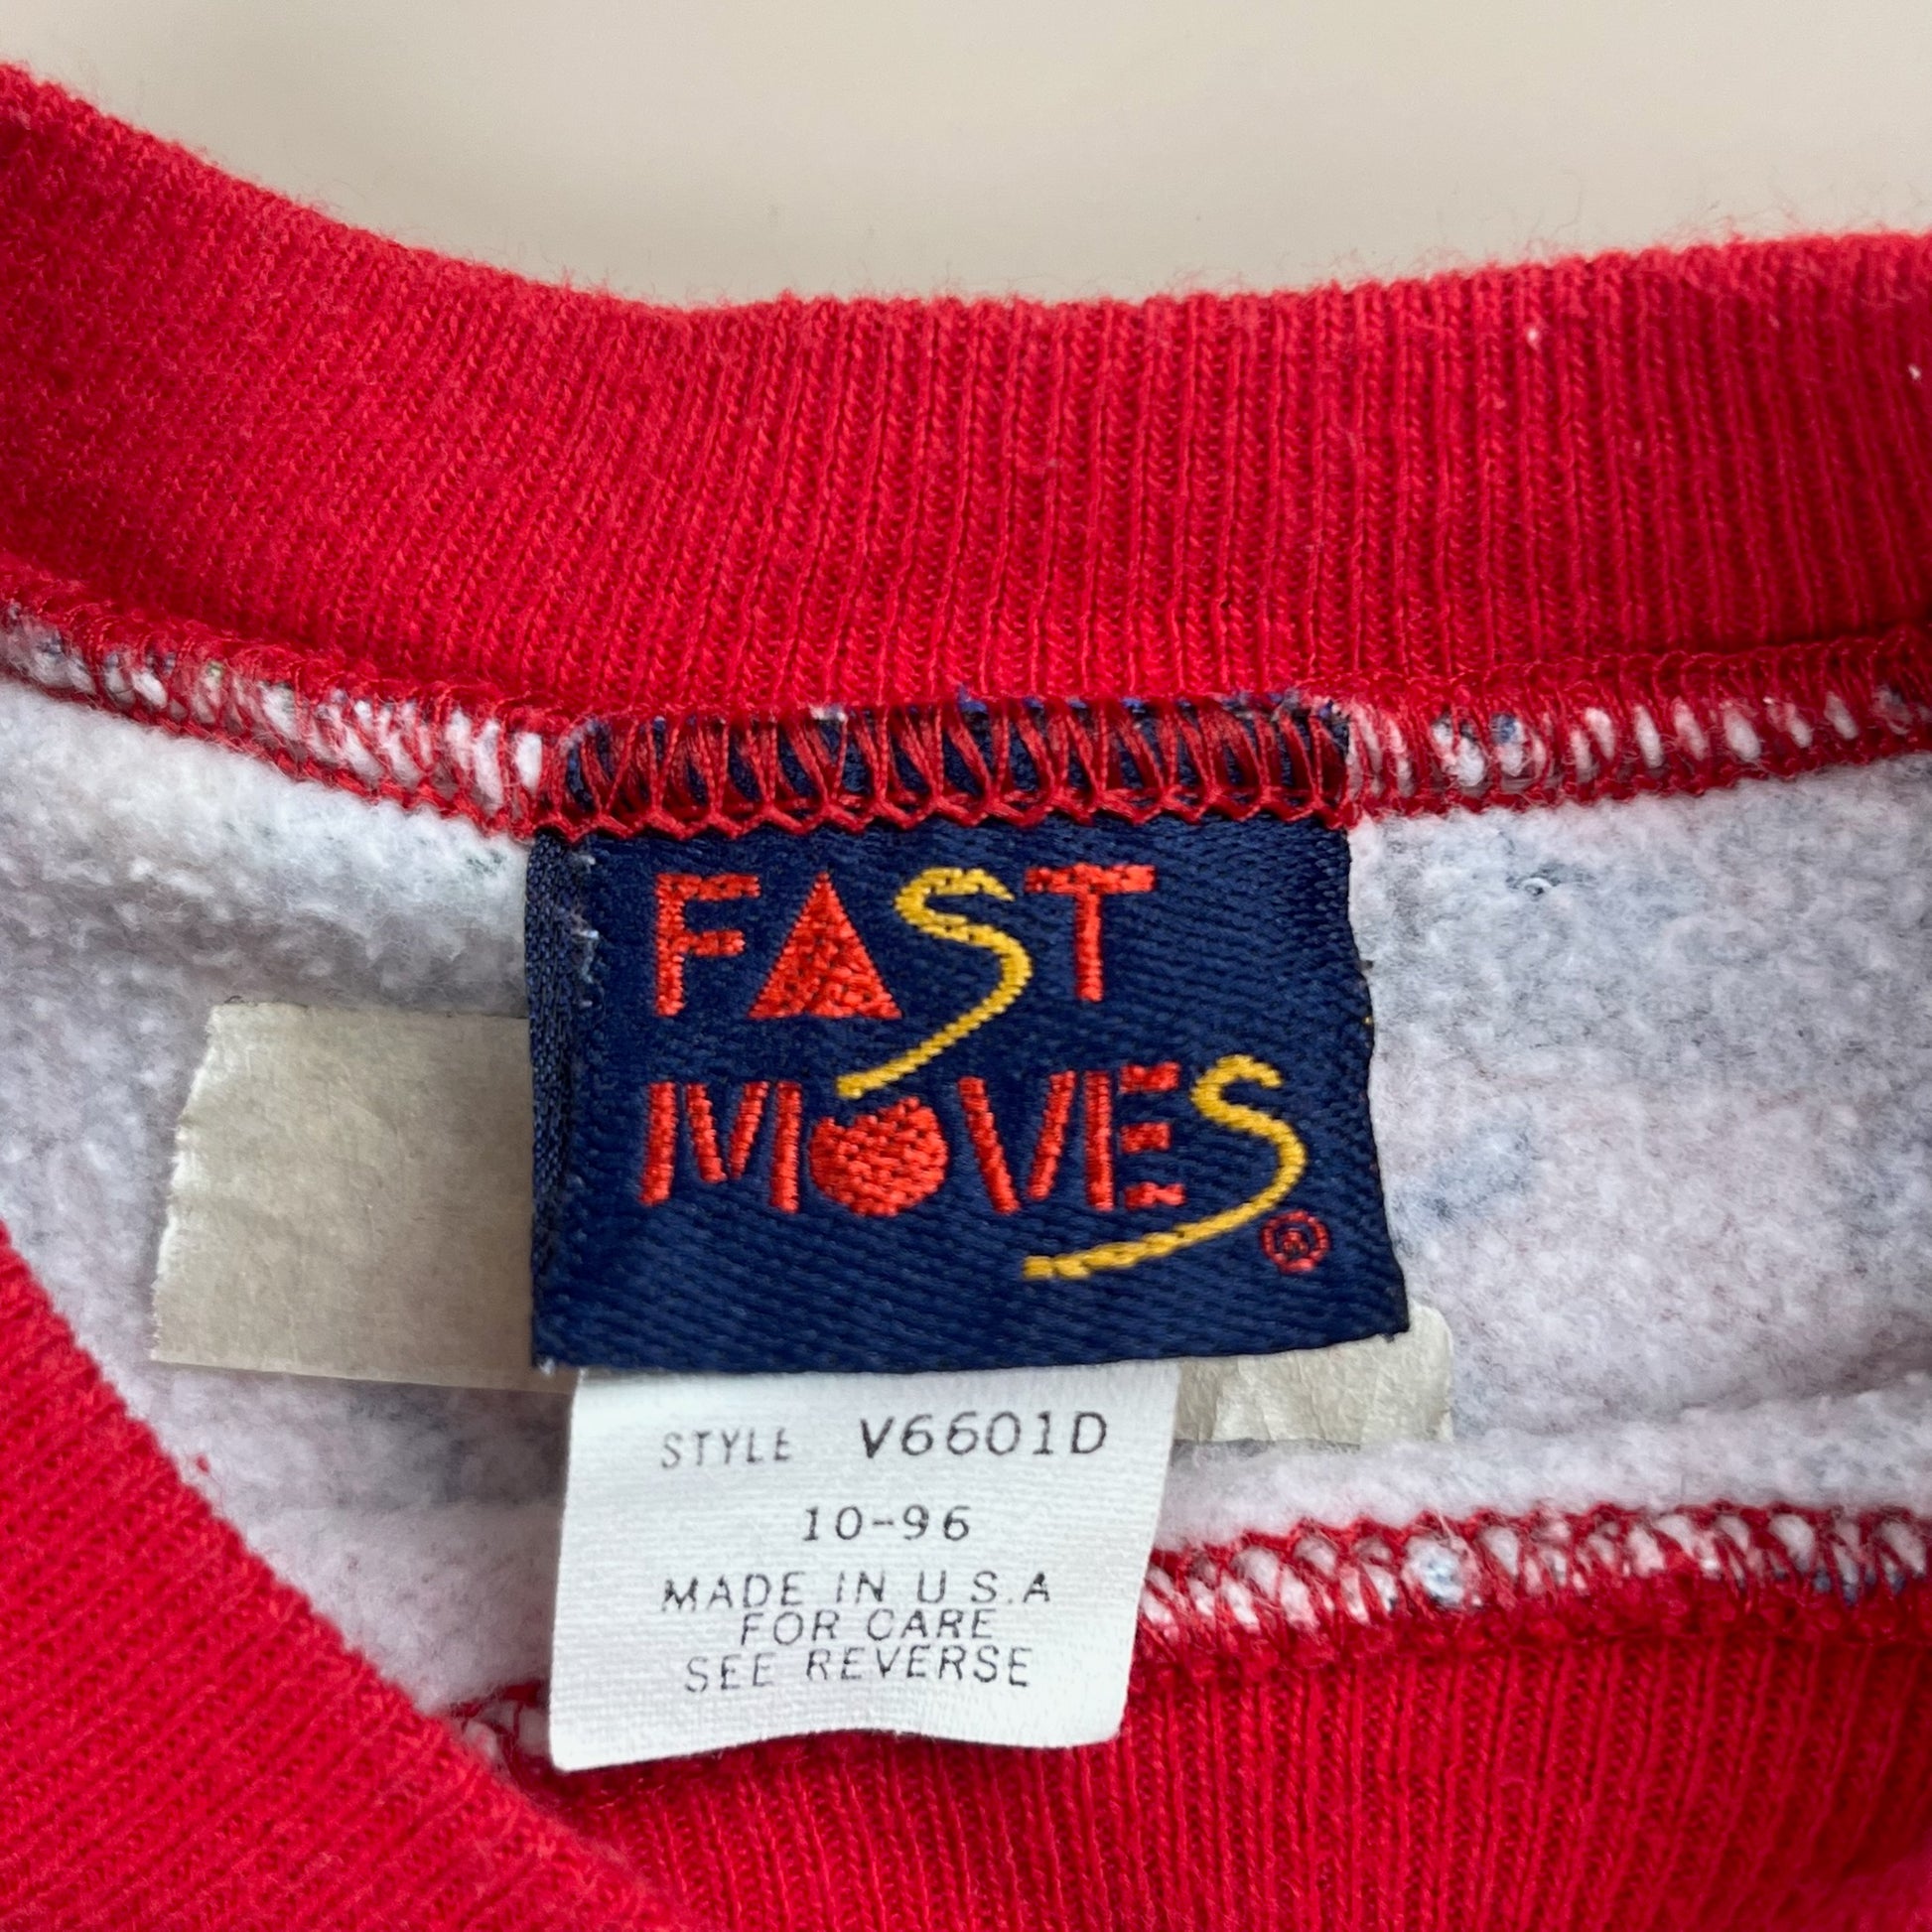 FAST
MOVES ®
STYLE V6601D
10-96
MADE IN U S.A
FOR CARE
SEE REVERSE